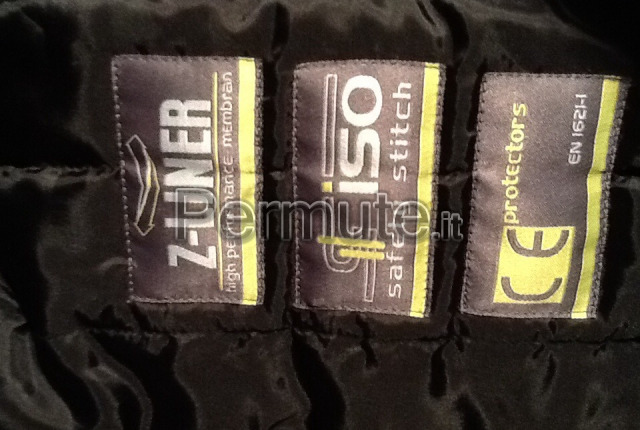 Z-LINER
high performance membran
iso
safety stitch
protectors
CE
EN 1621-1
Permute.it